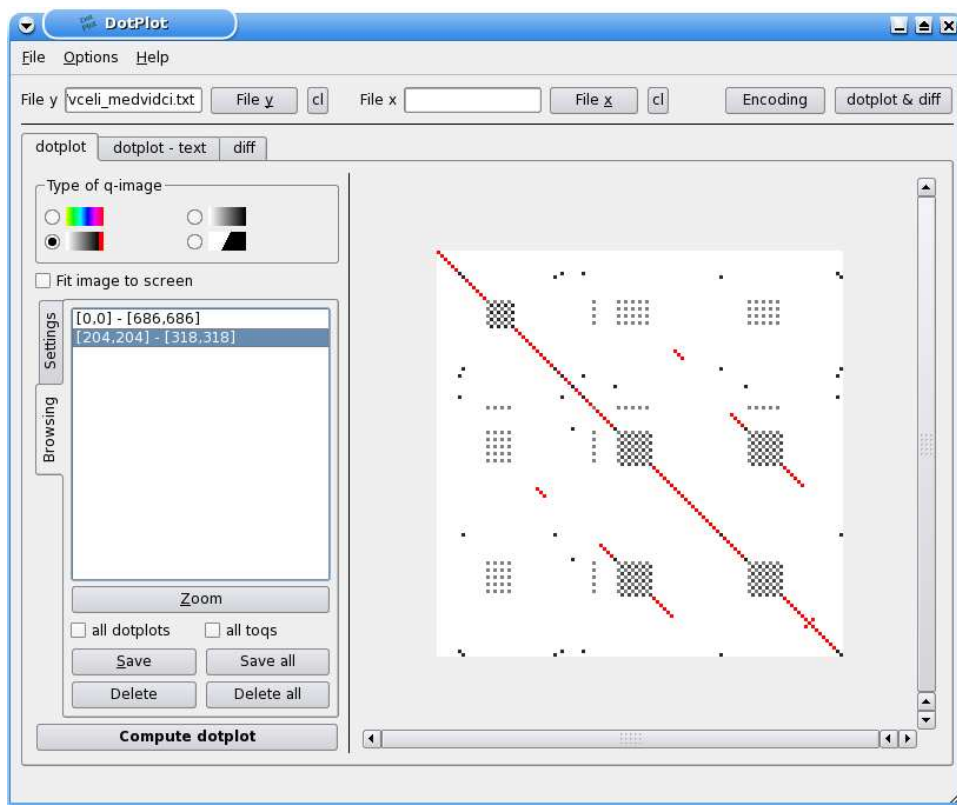 DotPlot
File Options Help
File y vceli_medvidci.txt File y cl File x File x cl Encoding dotplot & diff
dotplot dotplot - text diff
Type of q-image
Fit image to screen
Settings
Browsing
[0,0] - [686,686]
[204,204] - [318,318]
Zoom
all dotplots all toqs
Save Save all
Delete Delete all
Compute dotplot